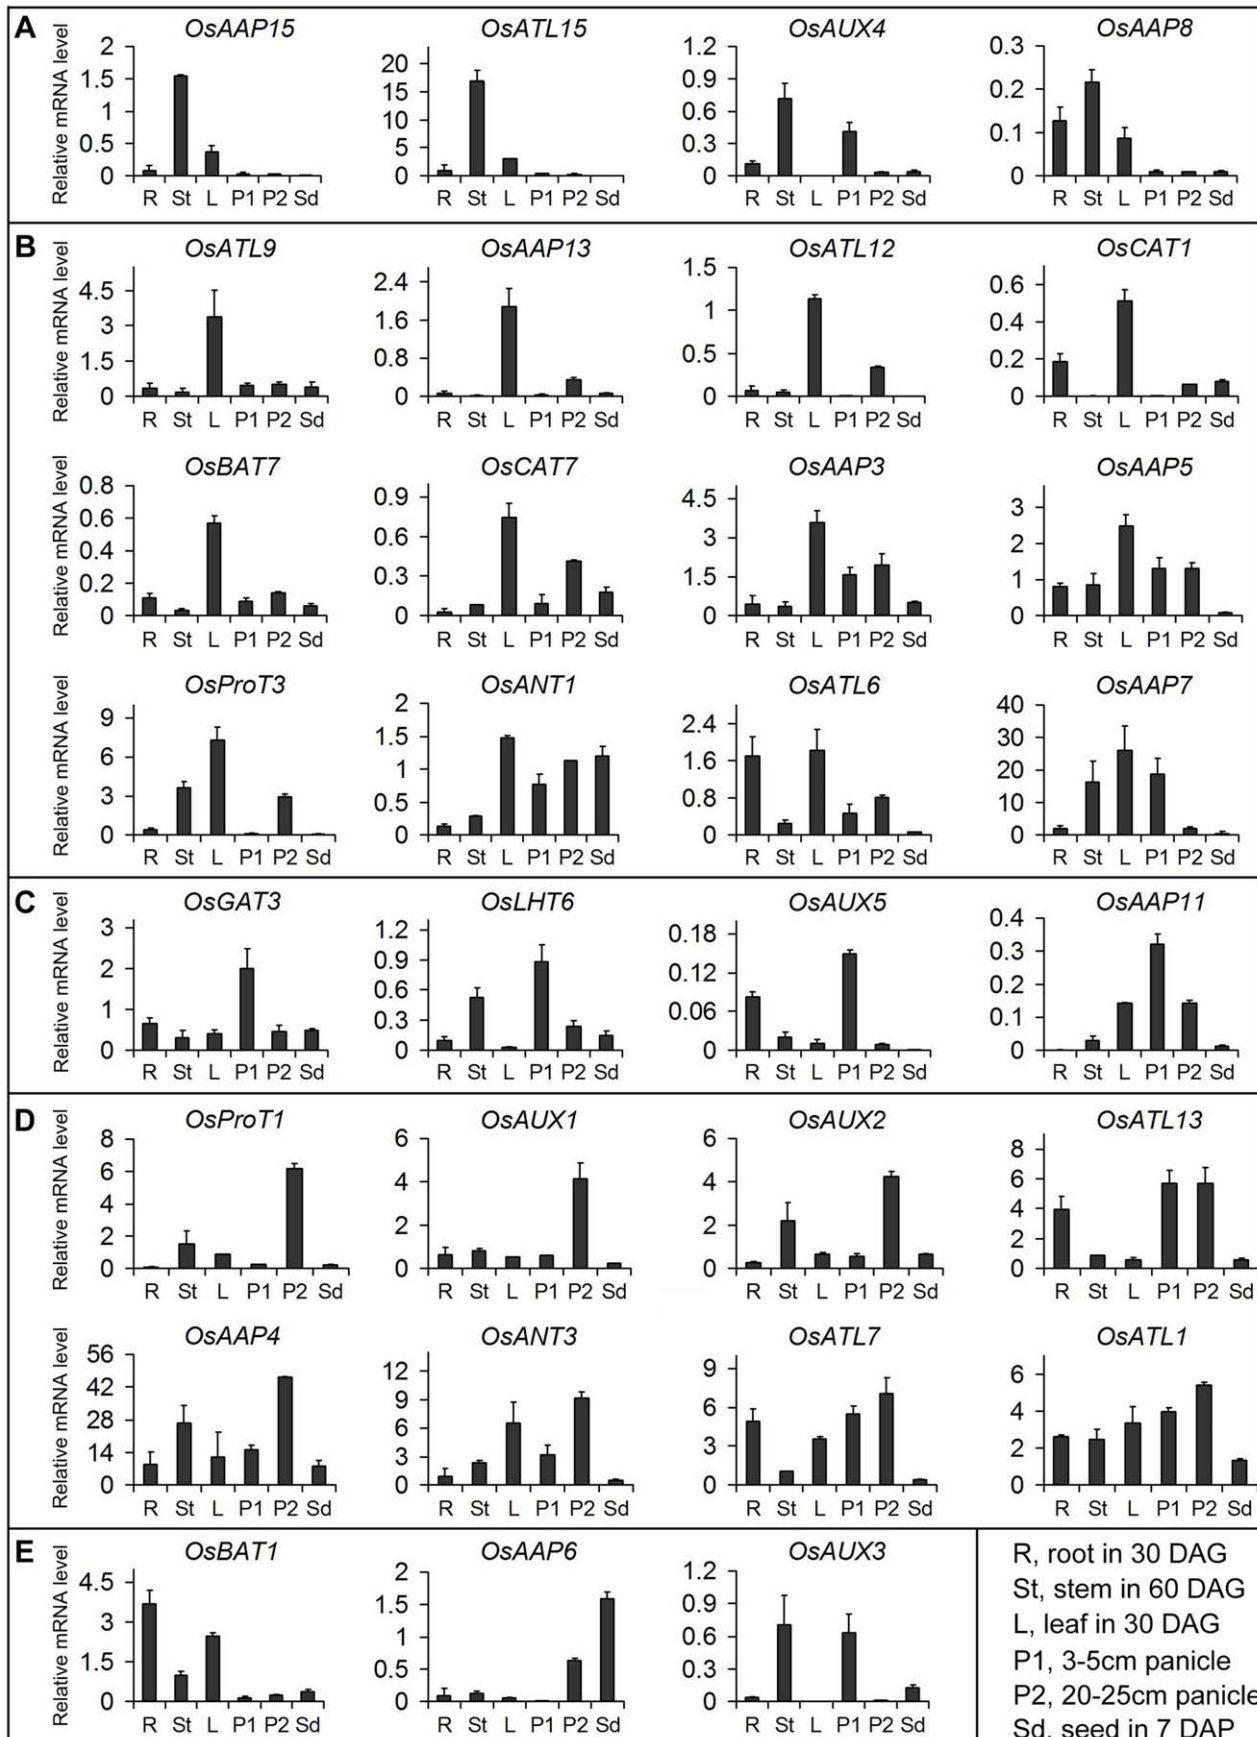 A
OsAAP15 OsATL15 OsAUX4 OsAAP8
Relative mRNA level
2 20 1.2 0.3
1.5 15 0.9 0.2
1 10 0.6 0.1
0.5 5 0.3
0 0 0 0
R St L P1 P2 Sd R St L P1 P2 Sd R St L P1 P2 Sd R St L P1 P2 Sd
B
OsATL9 OsAAP13 OsATL12 OsCAT1
Relative mRNA level
4.5 2.4 1.5 0.6
3 1.6 1 0.4
1.5 0.8 0.5 0.2
0 0 0 0
R St L P1 P2 Sd R St L P1 P2 Sd R St L P1 P2 Sd R St L P1 P2 Sd
OsBAT7 OsCAT7 OsAAP3 OsAAP5
Relative mRNA level
0.8 0.9 4.5 3
0.6 0.6 3 2
0.4 0.3 1.5 1
0.2
0 0 0 0
R St L P1 P2 Sd R St L P1 P2 Sd R St L P1 P2 Sd R St L P1 P2 Sd
OsProT3 OsANT1 OsATL6 OsAAP7
Relative mRNA level
9 2 2.4 40
6 1.5 1.6 30
3 1 0.8 20
0.5 10
0 0 0 0
R St L P1 P2 Sd R St L P1 P2 Sd R St L P1 P2 Sd R St L P1 P2 Sd
C
OsGAT3 OsLHT6 OsAUX5 OsAAP11
Relative mRNA level
3 1.2 0.18 0.4
2 0.9 0.12 0.3
1 0.6 0.06 0.2
0.3 0.1
0 0 0 0
R St L P1 P2 Sd R St L P1 P2 Sd R St L P1 P2 Sd R St L P1 P2 Sd
D
OsProT1 OsAUX1 OsAUX2 OsATL13
Relative mRNA level
8 6 6 8
6 4 4 6
4 2 2 4
2 2
0 0 0 0
R St L P1 P2 Sd R St L P1 P2 Sd R St L P1 P2 Sd R St L P1 P2 Sd
OsAAP4 OsANT3 OsATL7 OsATL1
Relative mRNA level
56 12 9 6
42 9 6 4
28 6 3 2
14 3
0 0 0 0
R St L P1 P2 Sd R St L P1 P2 Sd R St L P1 P2 Sd R St L P1 P2 Sd
E
OsBAT1 OsAAP6 OsAUX3
Relative mRNA level
4.5 2 1.2
3 1.5 0.9
1.5 1 0.6
0.5 0.3
0 0 0
R St L P1 P2 Sd R St L P1 P2 Sd R St L P1 P2 Sd
R, root in 30 DAG
St, stem in 60 DAG
L, leaf in 30 DAG
P1, 3-5cm panicle
P2, 20-25cm panicle
Sd, seed in 7 DAP